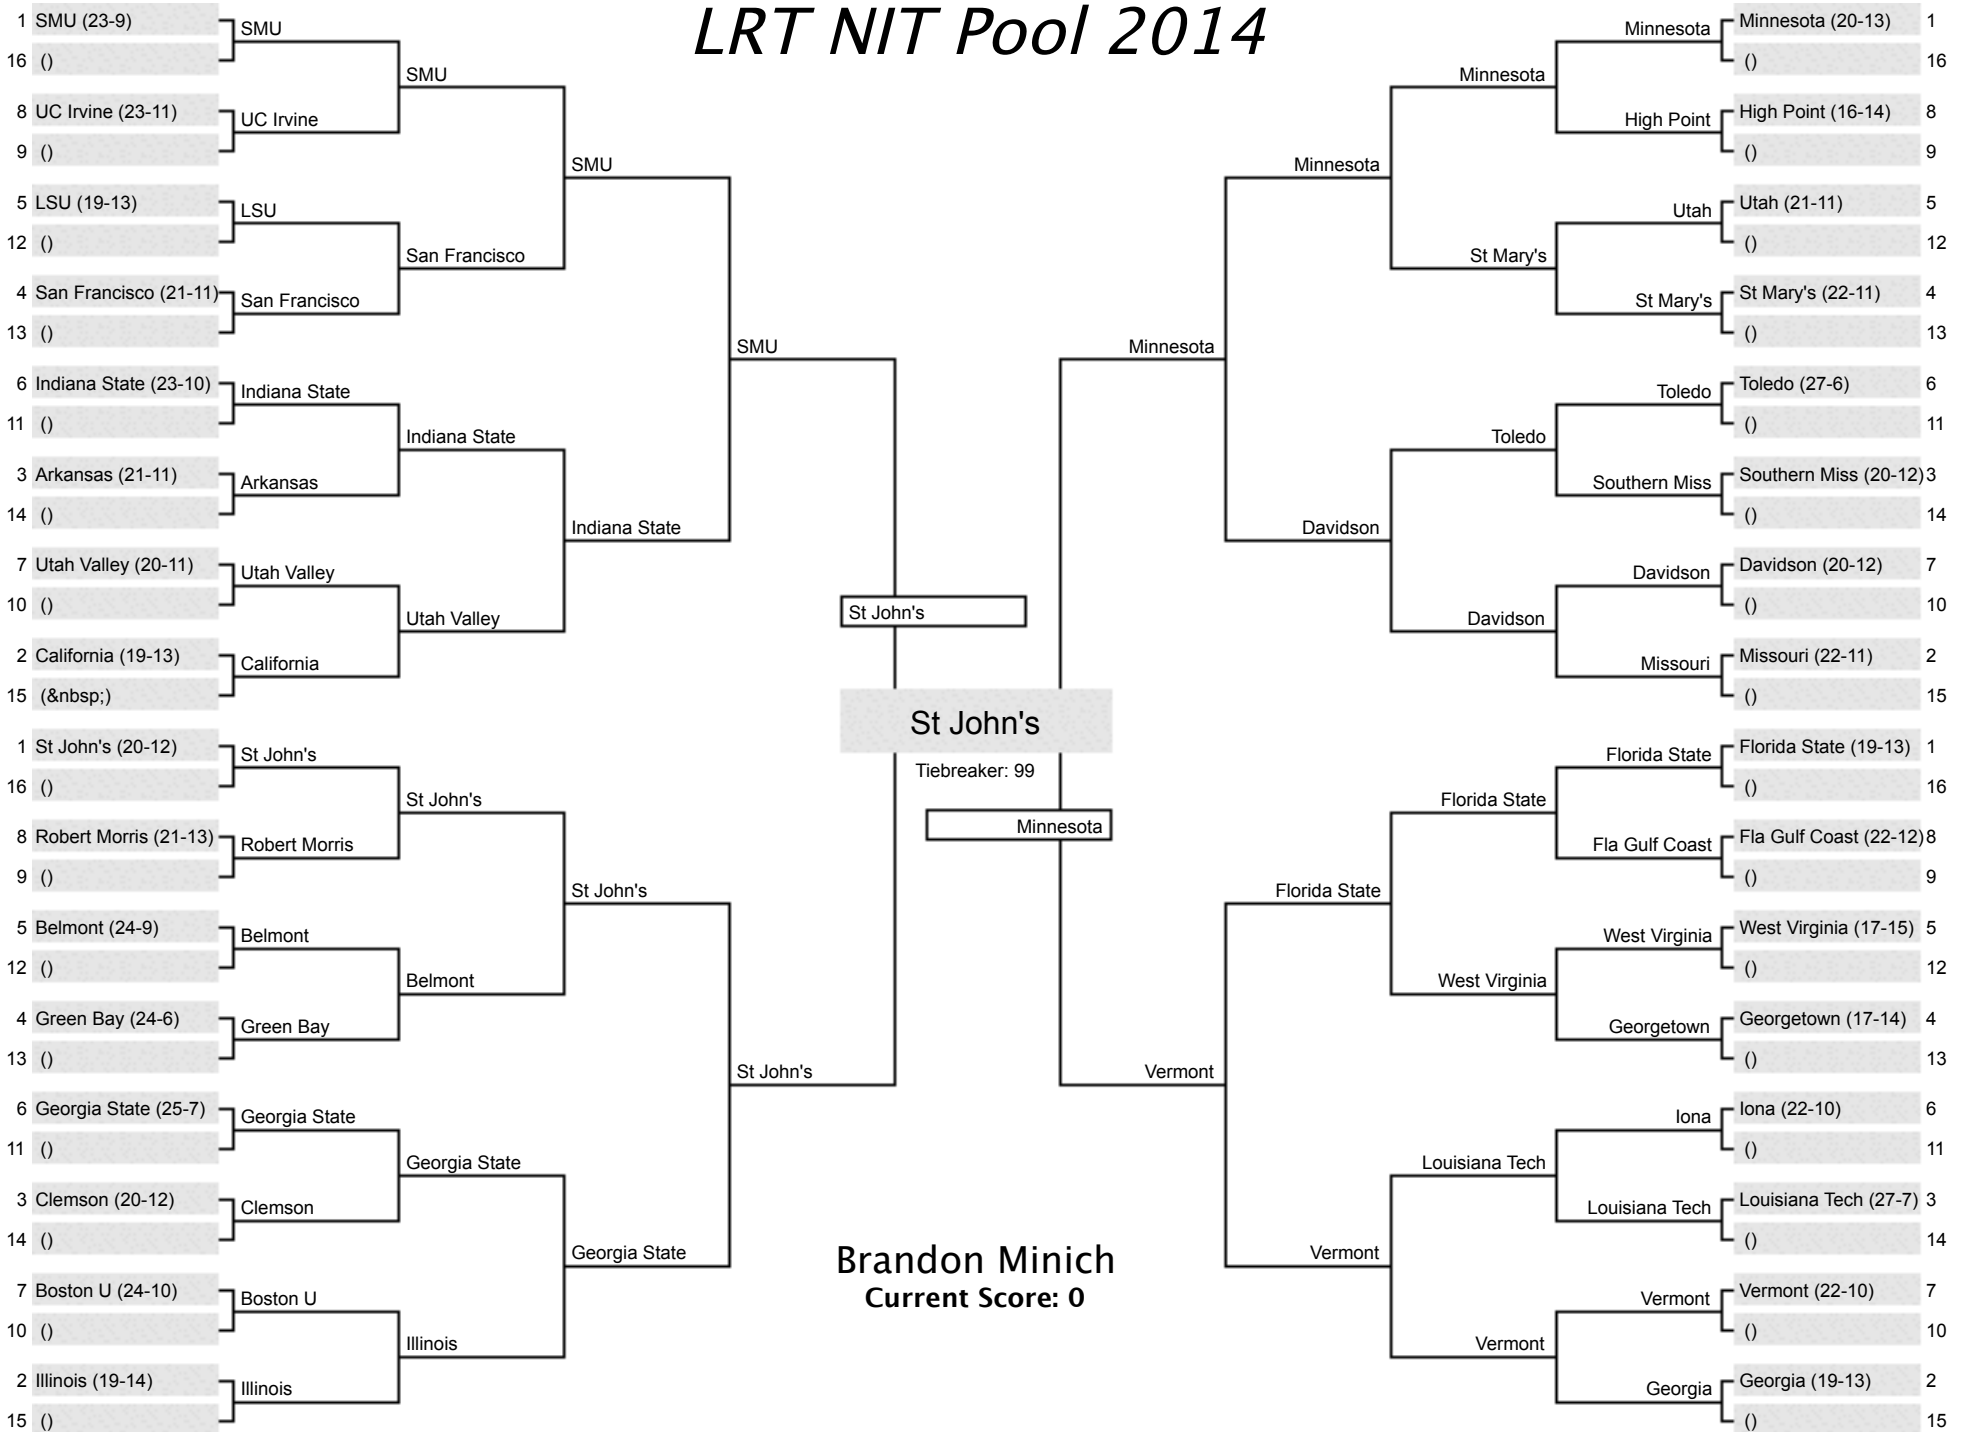 LRT NIT Pool 2014
1 SMU (23-9)
16 ()
8 UC Irvine (23-11)
9 ()
5 LSU (19-13)
12 ()
4 San Francisco (21-11)
13 ()
6 Indiana State (23-10)
11 ()
3 Arkansas (21-11)
14 ()
7 Utah Valley (20-11)
10 ()
2 California (19-13)
15 (&nbsp;)
1 St John's (20-12)
16 ()
8 Robert Morris (21-13)
9 ()
5 Belmont (24-9)
12 ()
4 Green Bay (24-6)
13 ()
6 Georgia State (25-7)
11 ()
3 Clemson (20-12)
14 ()
7 Boston U (24-10)
10 ()
2 Illinois (19-14)
15 ()
SMU
UC Irvine
LSU
San Francisco
Indiana State
Arkansas
Utah Valley
California
St John's
Robert Morris
Belmont
Green Bay
Georgia State
Clemson
Boston U
Illinois
SMU
San Francisco
Indiana State
Utah Valley
St John's
Belmont
Georgia State
Illinois
SMU
Indiana State
St John's
Georgia State
SMU
St John's
St John's
St John's
Tiebreaker: 99
Minnesota
Brandon Minich
Current Score: 0
Minnesota
Vermont
Minnesota
Davidson
Florida State
Vermont
Minnesota
St Mary's
Toledo
Davidson
Florida State
West Virginia
Louisiana Tech
Vermont
Minnesota
High Point
Utah
St Mary's
Toledo
Southern Miss
Davidson
Missouri
Florida State
Fla Gulf Coast
West Virginia
Georgetown
Iona
Louisiana Tech
Vermont
Georgia
Minnesota (20-13) 1
() 16
High Point (16-14) 8
() 9
Utah (21-11) 5
() 12
St Mary's (22-11) 4
() 13
Toledo (27-6) 6
() 11
Southern Miss (20-12) 3
() 14
Davidson (20-12) 7
() 10
Missouri (22-11) 2
() 15
Florida State (19-13) 1
() 16
Fla Gulf Coast (22-12) 8
() 9
West Virginia (17-15) 5
() 12
Georgetown (17-14) 4
() 13
Iona (22-10) 6
() 11
Louisiana Tech (27-7) 3
() 14
Vermont (22-10) 7
() 10
Georgia (19-13) 2
() 15